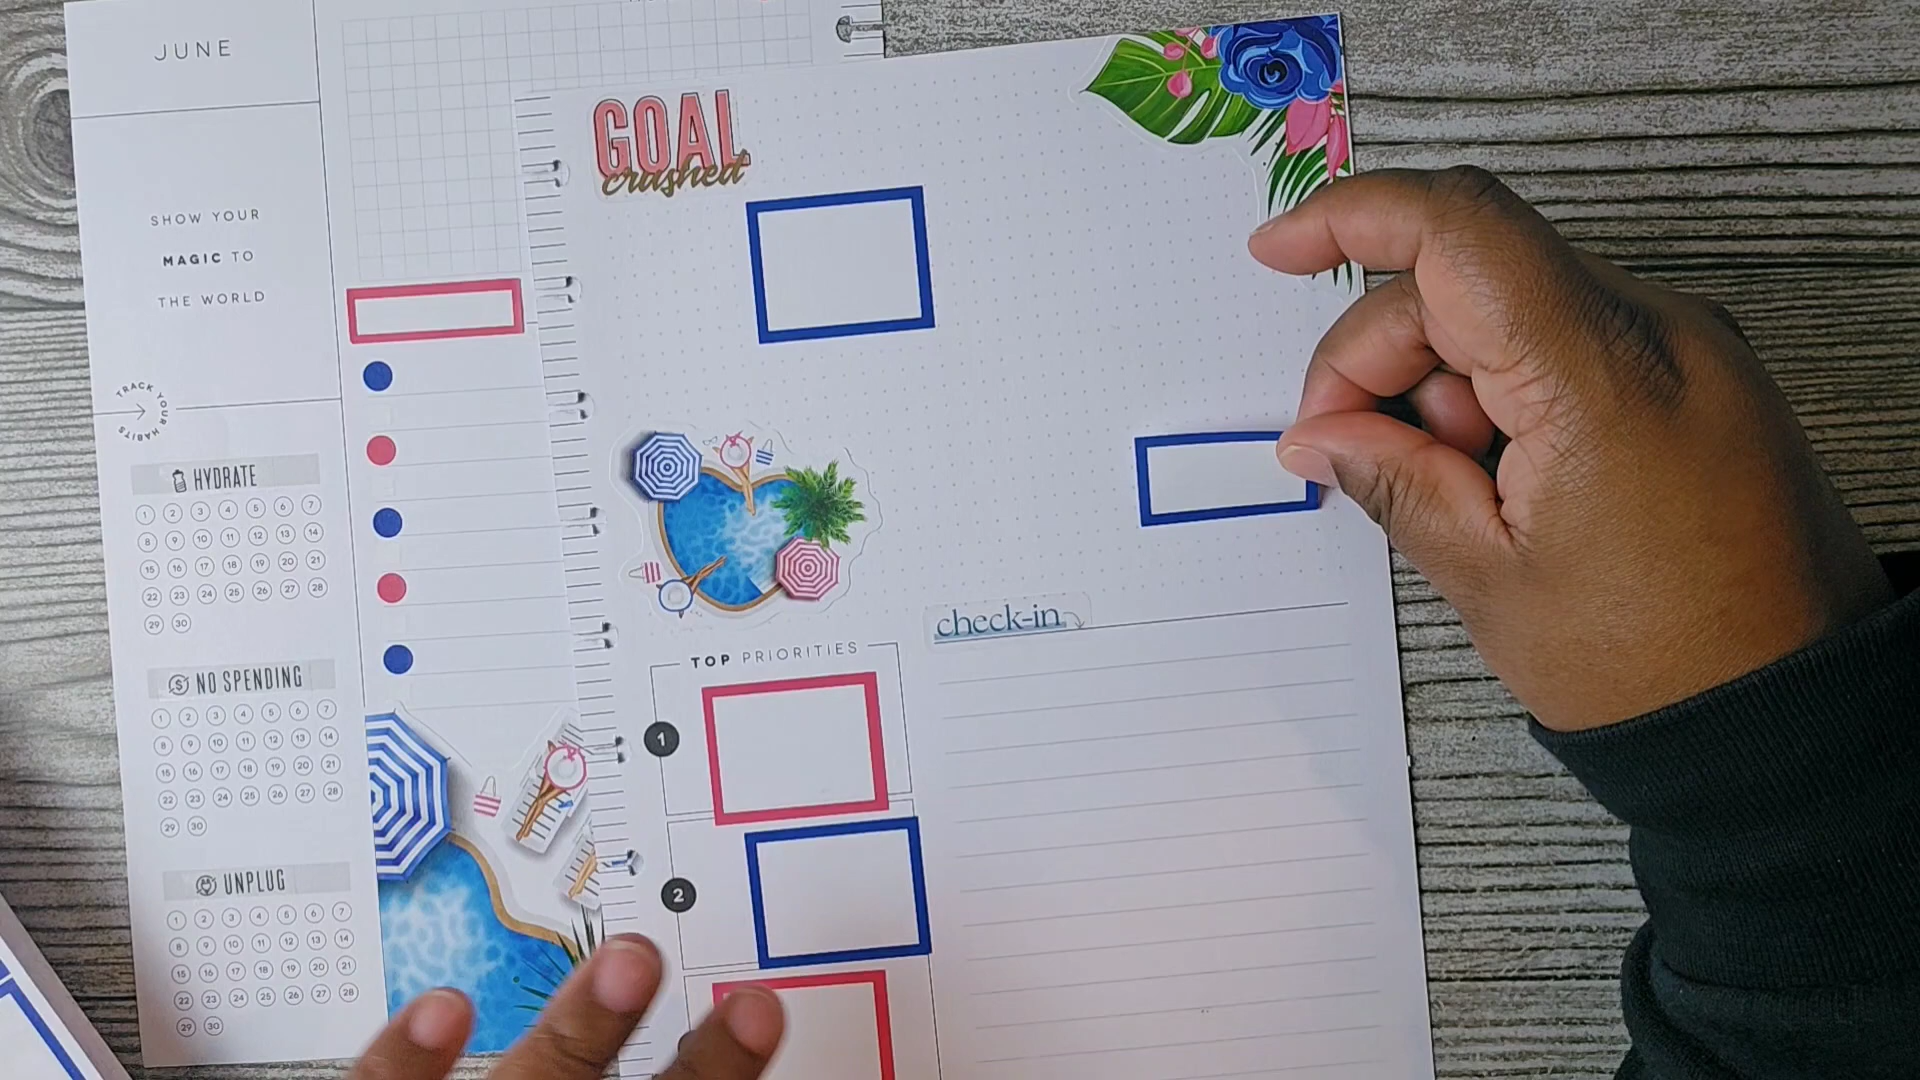 JUNE
SHOW YOUR
MAGIC TO
THE WORLD
TRACK YOUR HABITS
HYDRATE
1 2 3 4 5 6 7
8 9 10 11 12 13 14
15 16 17 18 19 20 21
22 23 24 25 26 27 28
29 30
NO SPENDING
1 2 3 4 5 6 7
8 9 10 11 12 13 14
15 16 17 18 19 20 21
22 23 24 25 26 27 28
29 30
UNPLUG
1 2 3 4 5 6 7
8 9 10 11 12 13 14
15 16 17 18 19 20 21
22 23 24 25 26 27 28
29 30
GOAL
crushed
TOP PRIORITIES
1
2
check-in